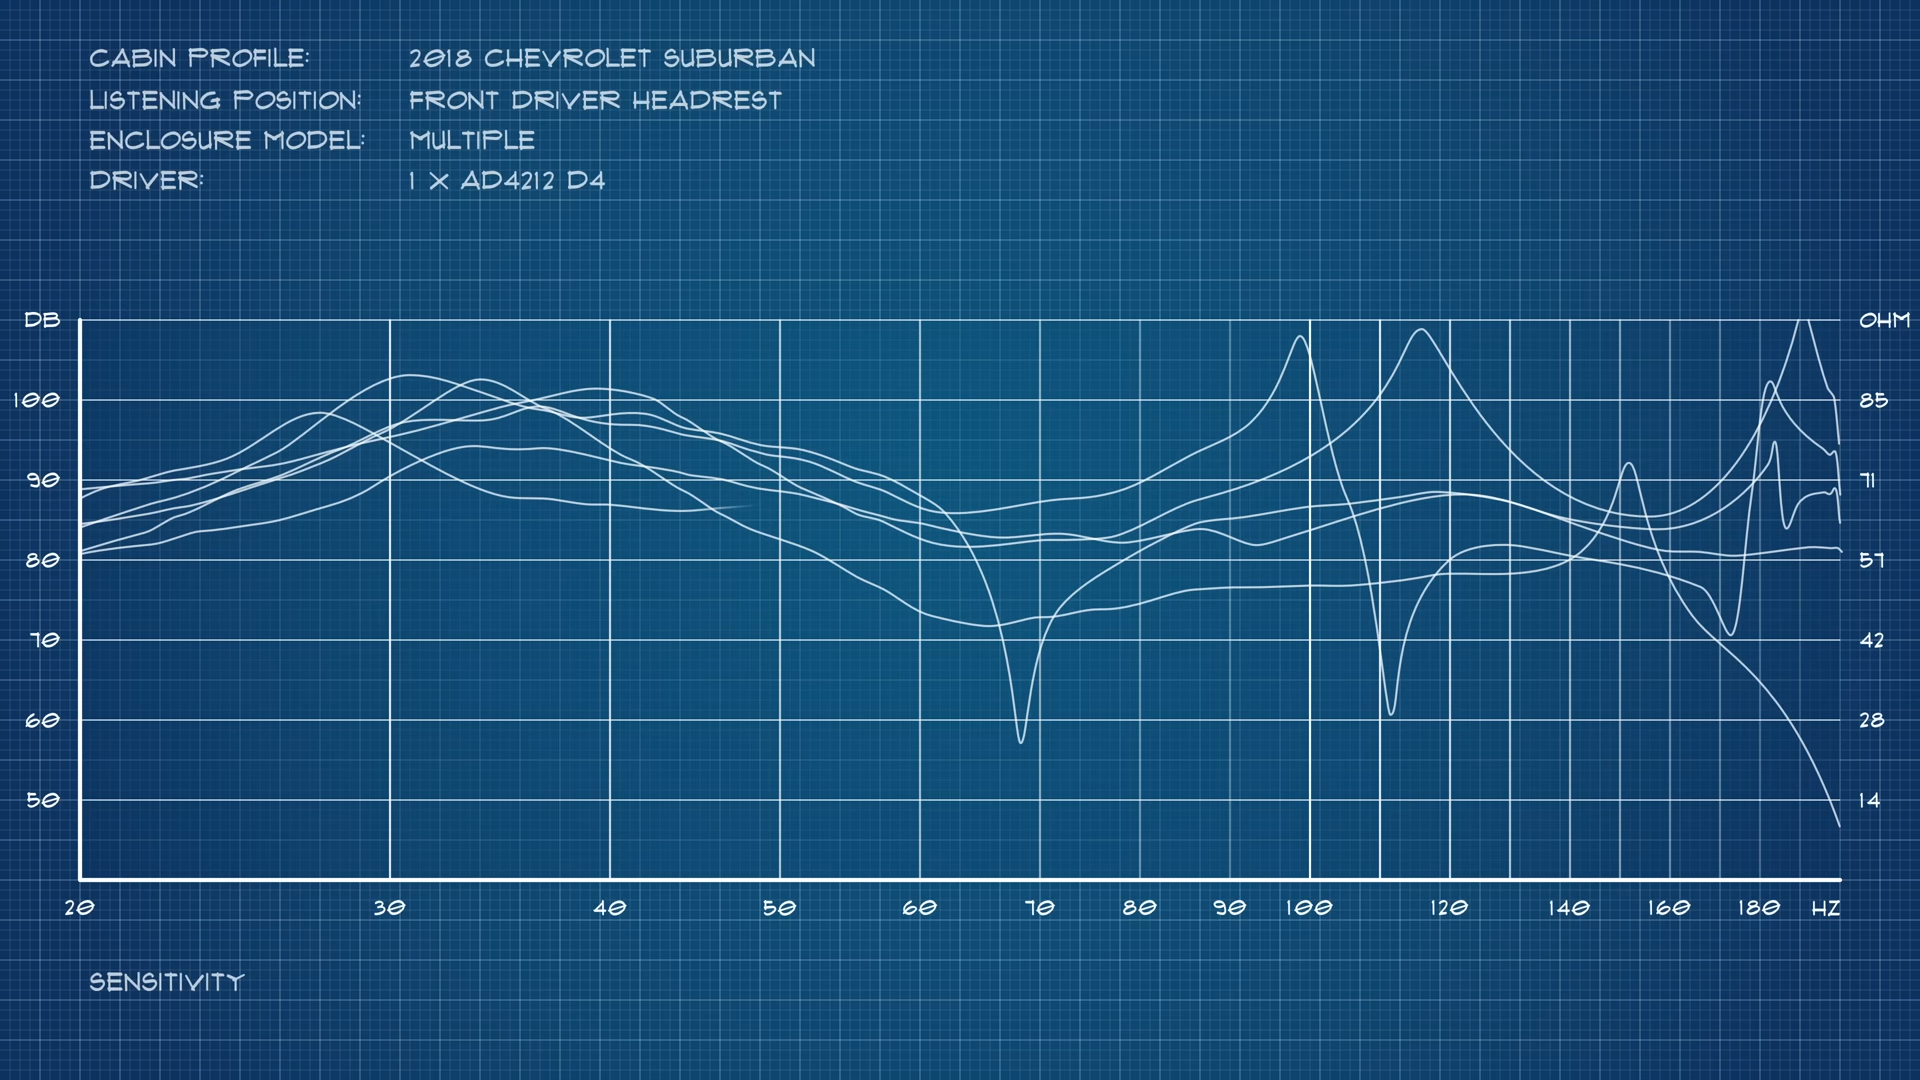 CABIN PROFILE: 2018 CHEVROLET SUBURBAN
LISTENING POSITION: FRONT DRIVER HEADREST
ENCLOSURE MODEL: MULTIPLE
DRIVER: 1 X AD4212 D4
DB OHM
100 85
90 71
80 57
70 42
60 28
50 14
20 30 40 50 60 70 80 90 100 120 140 160 180 HZ
SENSITIVITY